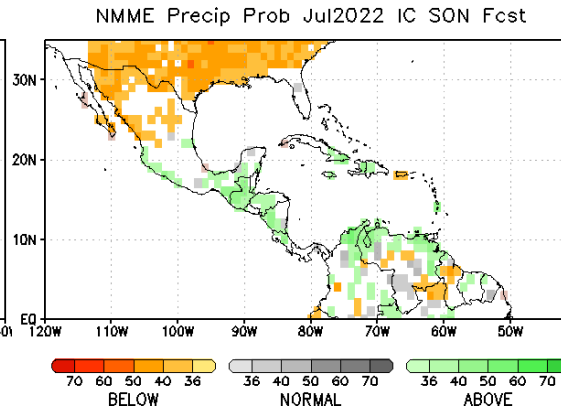 NMME Precip Prob Jul2022 IC SON Fcst
30N
20N
10N
EQ
120W 110W 100W 90W 80W 70W 60W 50W
70 60 50 40 36 36 40 50 60 70 36 40 50 60 70
BELOW NORMAL ABOVE